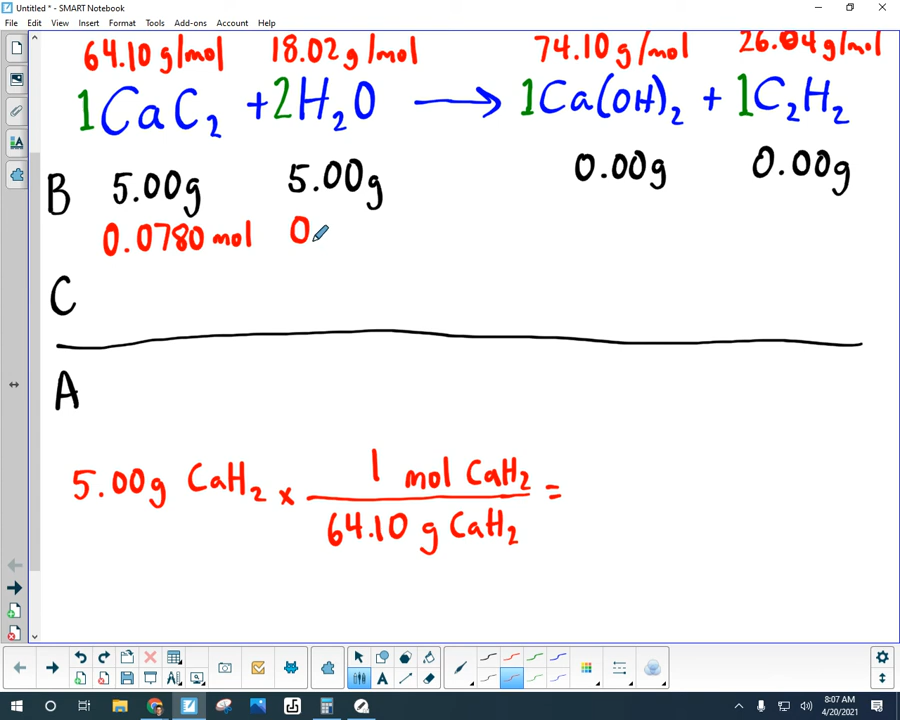 Untitled * - SMART Notebook
File Edit View Insert Format Tools Add-ons Account Help
64.10 g/mol 18.02 g/mol 74.10 g/mol 26.04 g/mol
1CaC₂ + 2H₂O → 1Ca(OH)₂ + 1C₂H₂
B 5.00g 5.00g 0.00g 0.00g
0.0780 mol 0
C
A
5.00g CaH₂ × 1 mol CaH₂ =
64.10 g CaH₂
8:07 AM
4/20/2021